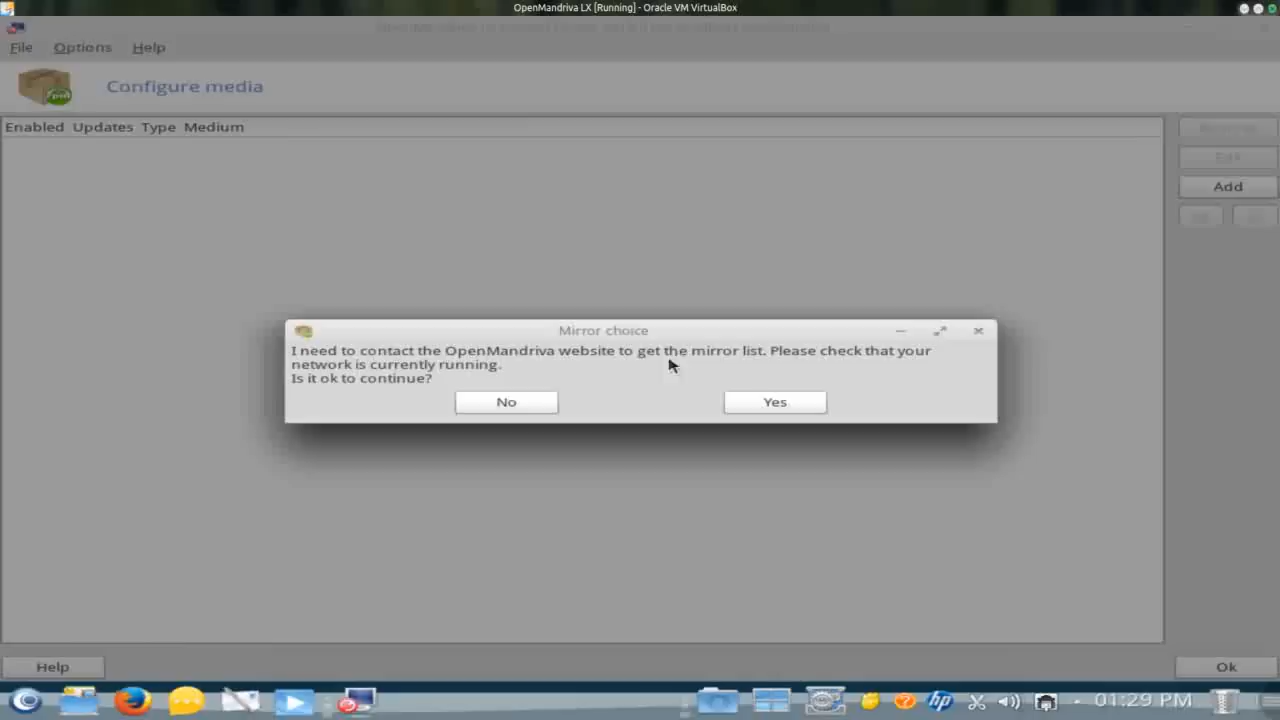 OpenMandriva LX [Running] - Oracle VM VirtualBox
File Options Help
Configure media
Enabled Updates Type Medium
Add
Mirror choice
I need to contact the OpenMandriva website to get the mirror list. Please check that your
network is currently running.
Is it ok to continue?
No Yes
Help Ok
01:29 PM